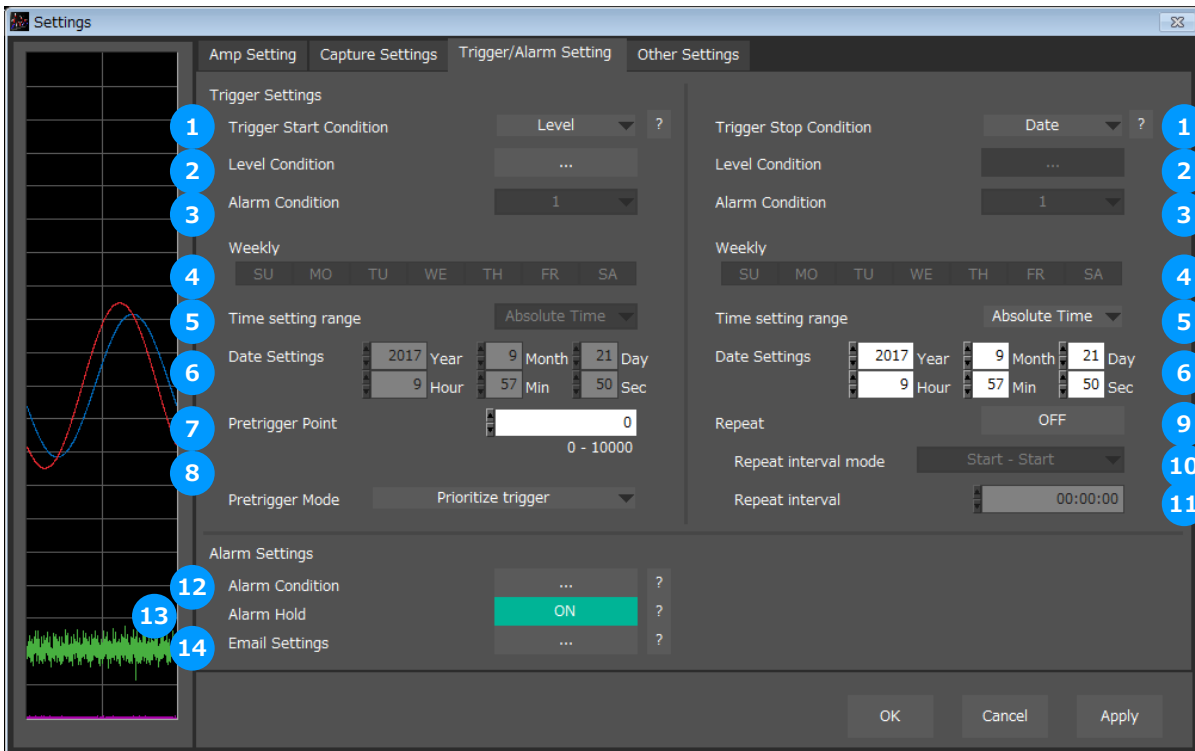 Settings
Amp Setting Capture Settings Trigger/Alarm Setting Other Settings
Trigger Settings
1 Trigger Start Condition Level ? Trigger Stop Condition Date ? 1
2 Level Condition ... Level Condition ... 2
3 Alarm Condition 1 Alarm Condition 1 3
Weekly Weekly
4 SU MO TU WE TH FR SA SU MO TU WE TH FR SA 4
5 Time setting range Absolute Time Time setting range Absolute Time 5
Date Settings 2017 Year 9 Month 21 Day Date Settings 2017 Year 9 Month 21 Day
6 9 Hour 57 Min 50 Sec 9 Hour 57 Min 50 Sec 6
7 Pretrigger Point 0 Repeat OFF 9
0 - 10000
8 Repeat interval mode Start - Start 10
Pretrigger Mode Prioritize trigger Repeat interval 00:00:00 11
Alarm Settings
12 Alarm Condition ... ?
13 Alarm Hold ON ?
14 Email Settings ... ?
OK Cancel Apply